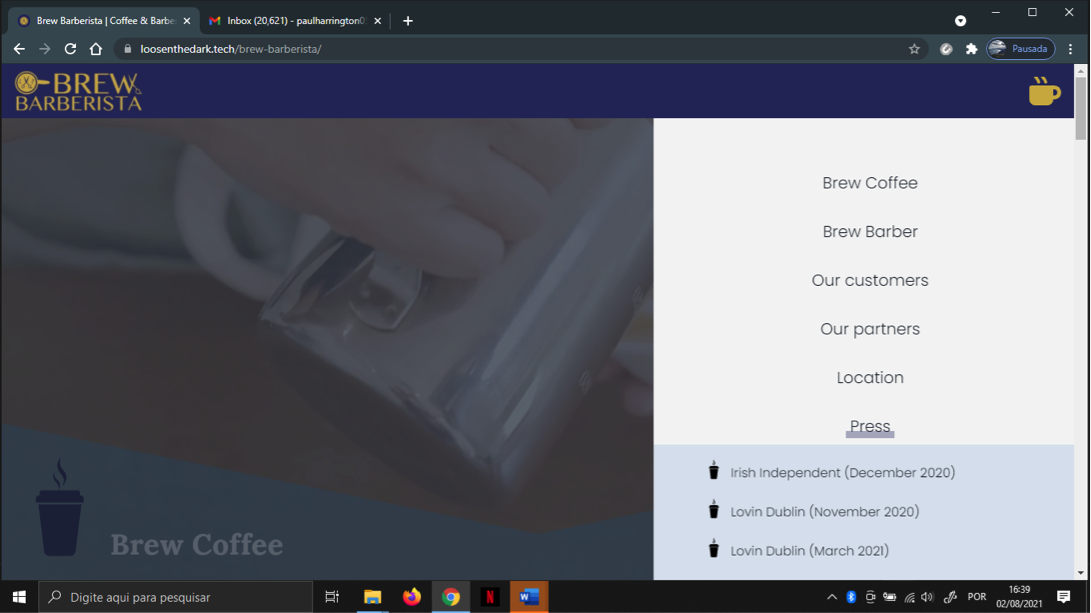 Brew Barberista | Coffee & Barbe
Inbox (20,621) - paulharrington05
loosenthedark.tech/brew-barberista/
Pausada
BREW
BARBERISTA
Brew Coffee
Brew Barber
Our customers
Our partners
Location
Press
Irish Independent (December 2020)
Lovin Dublin (November 2020)
Lovin Dublin (March 2021)
Brew Coffee
Digite aqui para pesquisar
N
W
POR
16:39
02/08/2021